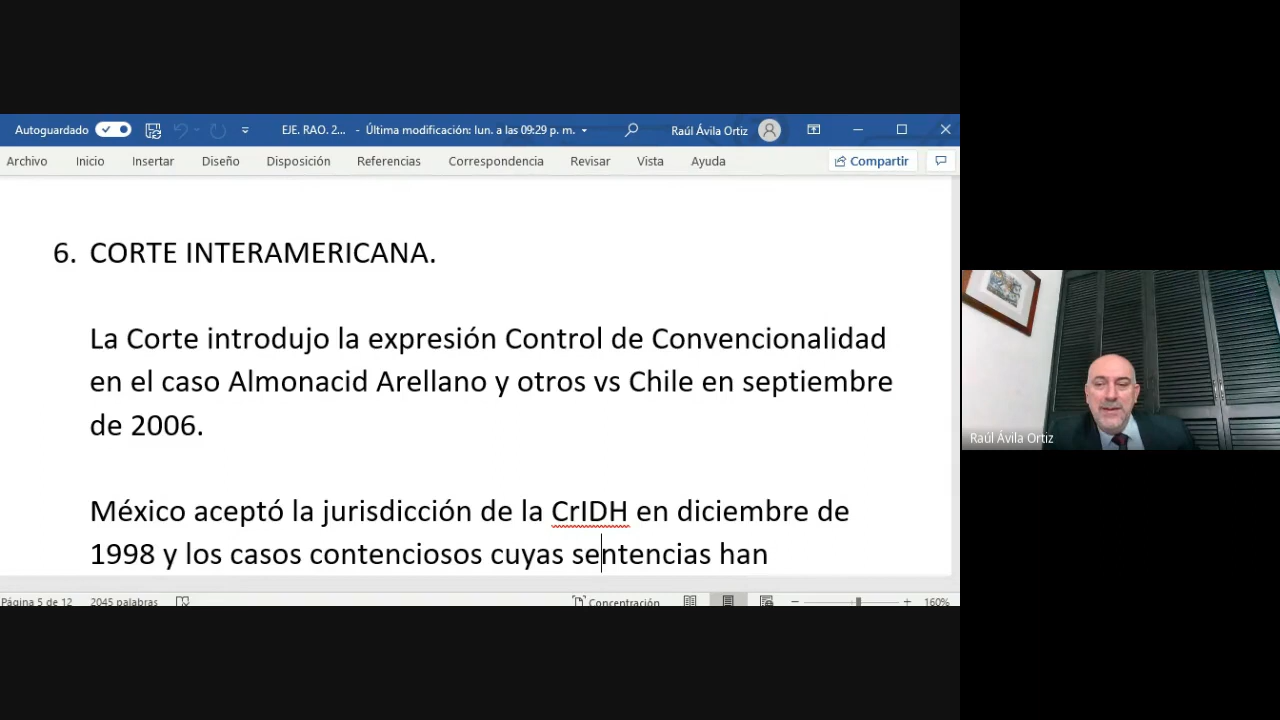 Autoguardado
EJE. RAO. 2... - Última modificación: lun. a las 09:29 p. m.
Raúl Ávila Ortiz
Archivo Inicio Insertar Diseño Disposición Referencias Correspondencia Revisar Vista Ayuda Compartir
6. CORTE INTERAMERICANA.
La Corte introdujo la expresión Control de Convencionalidad
en el caso Almonacid Arellano y otros vs Chile en septiembre
de 2006.
México aceptó la jurisdicción de la CrIDH en diciembre de
1998 y los casos contenciosos cuyas sentencias han
Página 5 de 12 2045 palabras Concentración 160%
Raúl Ávila Ortiz